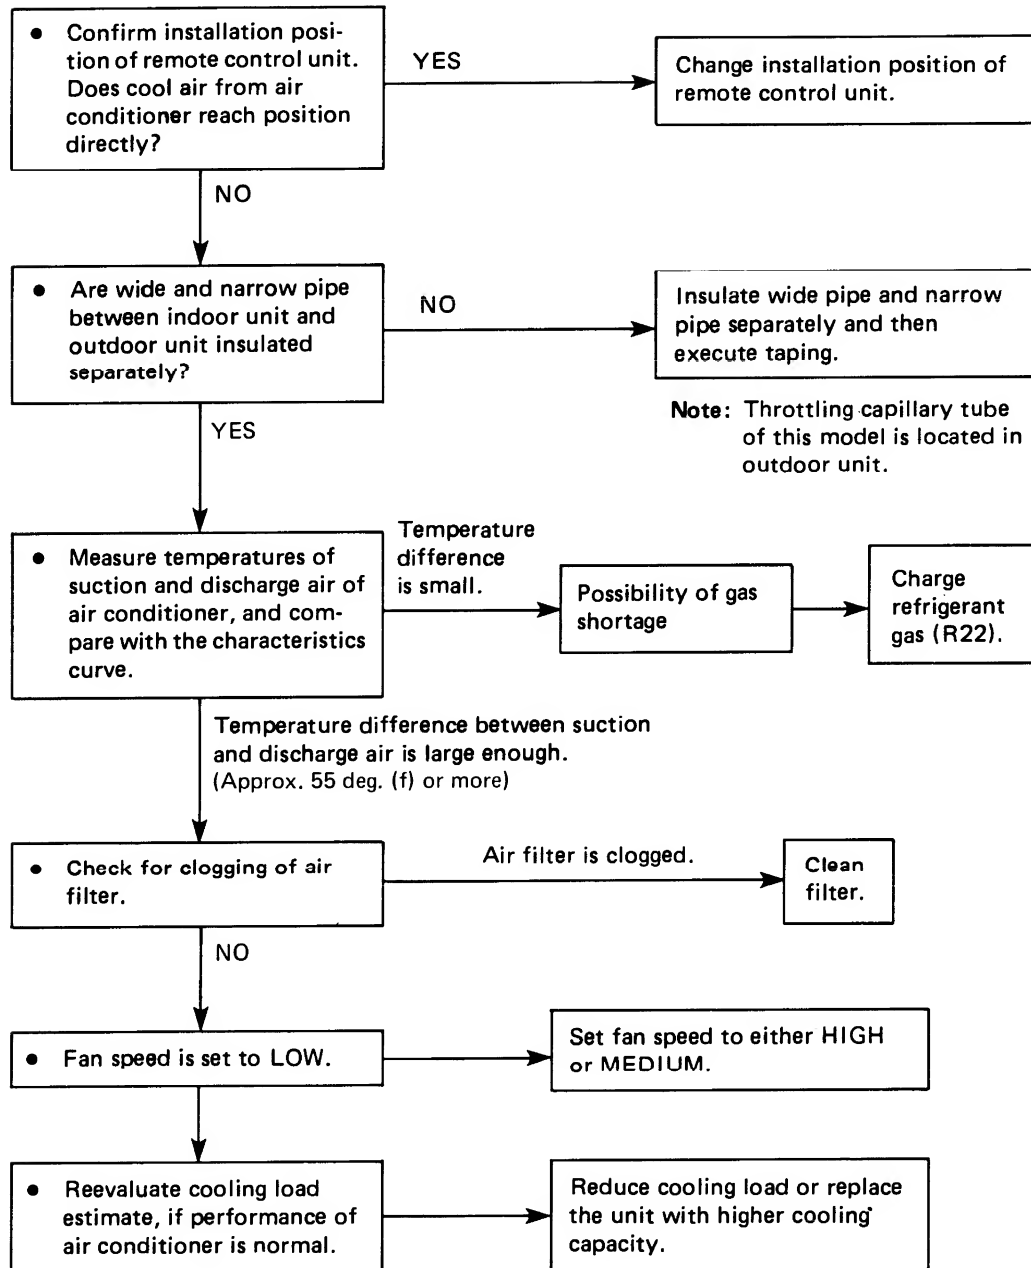 ● Confirm installation posi-
tion of remote control unit.
Does cool air from air
conditioner reach position
directly?
YES
Change installation position of
remote control unit.
NO
● Are wide and narrow pipe
between indoor unit and
outdoor unit insulated
separately?
NO
Insulate wide pipe and narrow
pipe separately and then
execute taping.
Note: Throttling capillary tube
of this model is located in
outdoor unit.
YES
● Measure temperatures of
suction and discharge air of
air conditioner, and com-
pare with the characteristics
curve.
Temperature
difference
is small.
Possibility of gas
shortage
Charge
refrigerant
gas (R22).
Temperature difference between suction
and discharge air is large enough.
(Approx. 55 deg. (f) or more)
● Check for clogging of air
filter.
Air filter is clogged.
Clean
filter.
NO
● Fan speed is set to LOW.
Set fan speed to either HIGH
or MEDIUM.
● Reevaluate cooling load
estimate, if performance of
air conditioner is normal.
Reduce cooling load or replace
the unit with higher cooling
capacity.